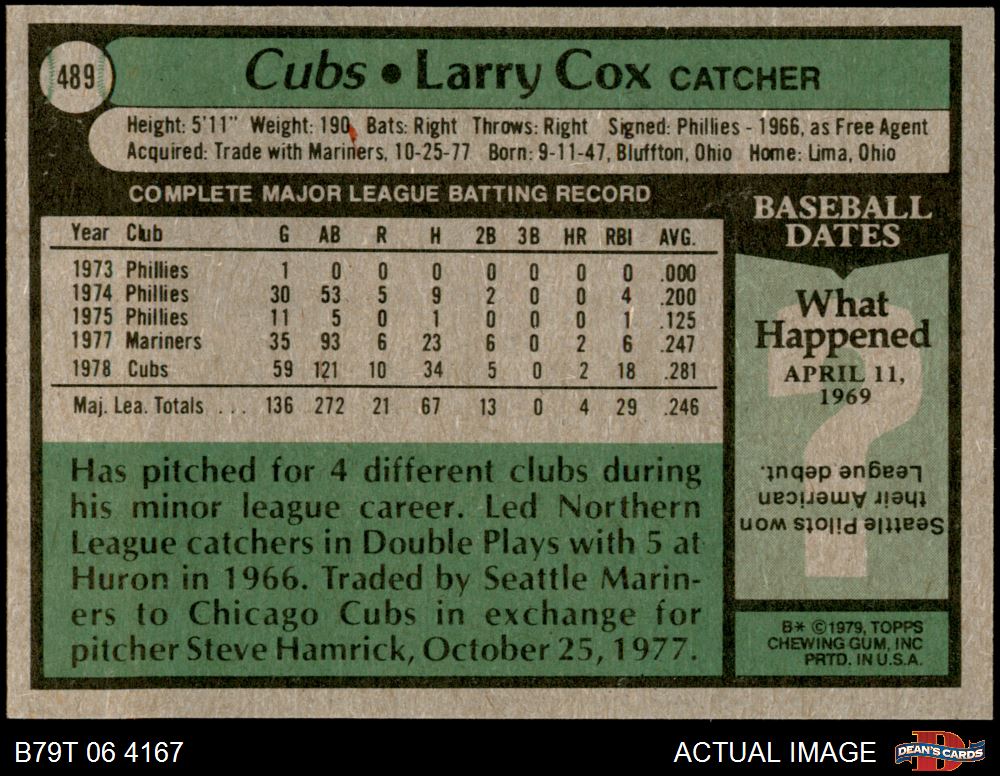 489
Cubs • Larry Cox CATCHER
Height: 5'11" Weight: 190 Bats: Right Throws: Right Signed: Phillies - 1966, as Free Agent
Acquired: Trade with Mariners, 10-25-77 Born: 9-11-47, Bluffton, Ohio Home: Lima, Ohio
COMPLETE MAJOR LEAGUE BATTING RECORD
Year Club G AB R H 2B 3B HR RBI AVG.
1973 Phillies 1 0 0 0 0 0 0 0 .000
1974 Phillies 30 53 5 9 2 0 0 4 .200
1975 Phillies 11 5 0 1 0 0 0 1 .125
1977 Mariners 35 93 6 23 6 0 2 6 .247
1978 Cubs 59 121 10 34 5 0 2 18 .281
Maj. Lea. Totals ... 136 272 21 67 13 0 4 29 .246
Has pitched for 4 different clubs during
his minor league career. Led Northern
League catchers in Double Plays with 5 at
Huron in 1966. Traded by Seattle Marin-
ers to Chicago Cubs in exchange for
pitcher Steve Hamrick, October 25, 1977.
BASEBALL
DATES
What
Happened
APRIL 11,
1969
?
Seattle Pilots won
their American
League debut.
B* ©1979, TOPPS
CHEWING GUM, INC
PRTD. IN U.S.A.
B79T 06 4167
ACTUAL IMAGE
DEAN'S CARDS